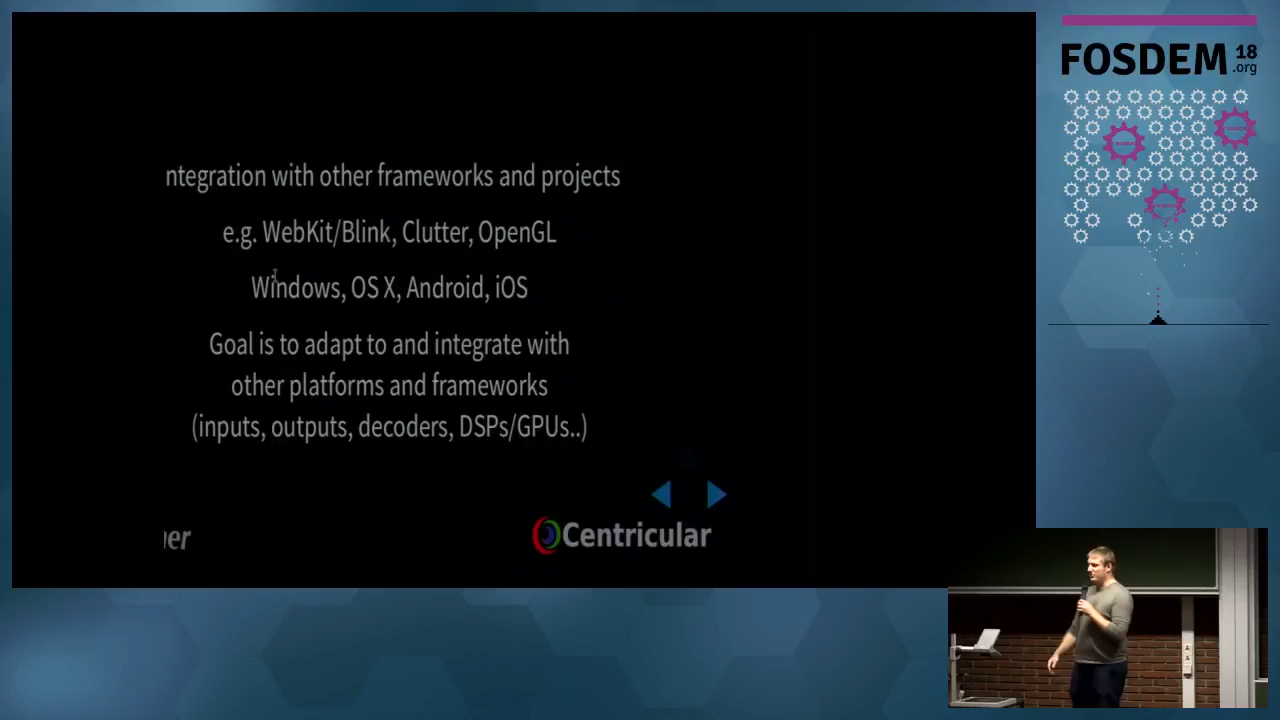 ntegration with other frameworks and projects
e.g. WebKit/Blink, Clutter, OpenGL
Windows, OS X, Android, iOS
Goal is to adapt to and integrate with
other platforms and frameworks
(inputs, outputs, decoders, DSPs/GPUs..)
er
Centricular
FOSDEM 18
.org